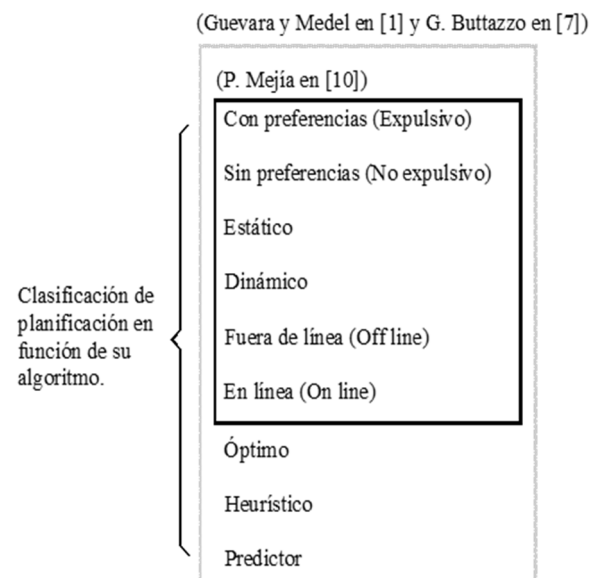 (Guevara y Medel en [1] y G. Buttazzo en [7])
(P. Mejía en [10])
Con preferencias (Expulsivo)
Sin preferencias (No expulsivo)
Estático
Dinámico
Clasificación de
planificación en
función de su
algoritmo.
Fuera de línea (Off line)
En línea (On line)
Óptimo
Heurístico
Predictor